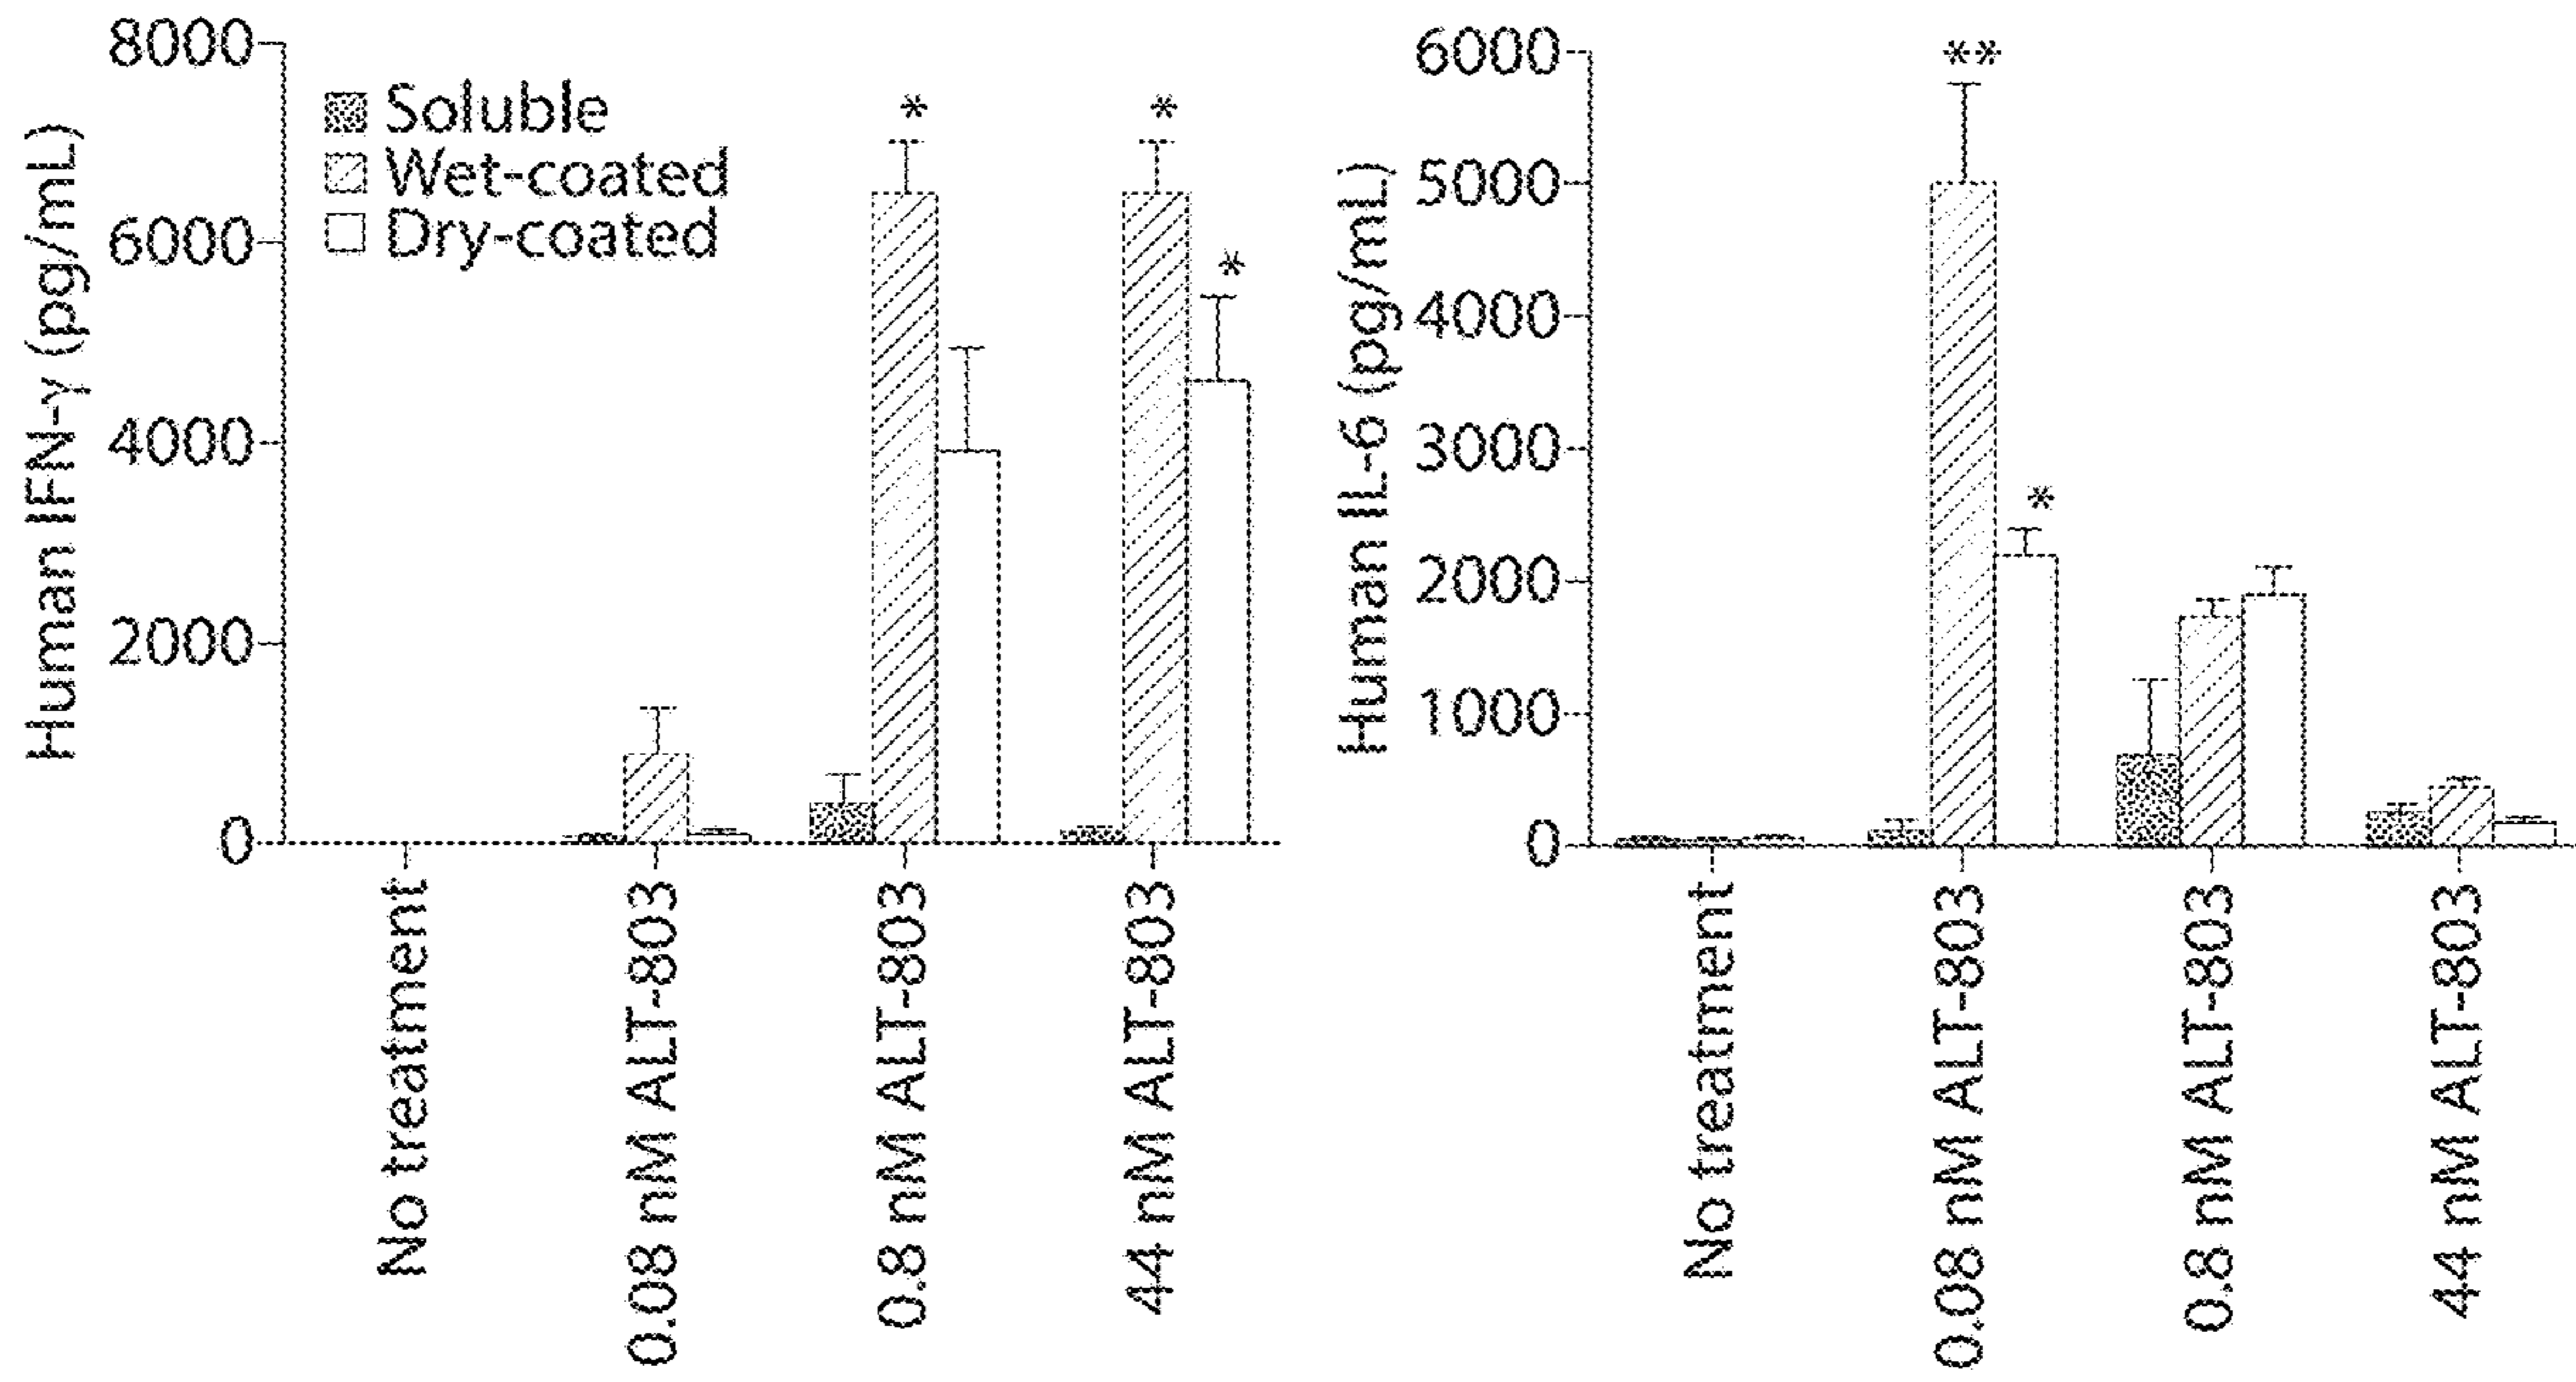 Human IFN-γ (pg/mL)
8000
6000
4000
2000
0
Soluble
Wet-coated
Dry-coated
*
*
*
No treatment
0.08 nM ALT-803
0.8 nM ALT-803
44 nM ALT-803
Human IL-6 (pg/mL)
6000
5000
4000
3000
2000
1000
0
**
*
No treatment
0.08 nM ALT-803
0.8 nM ALT-803
44 nM ALT-803